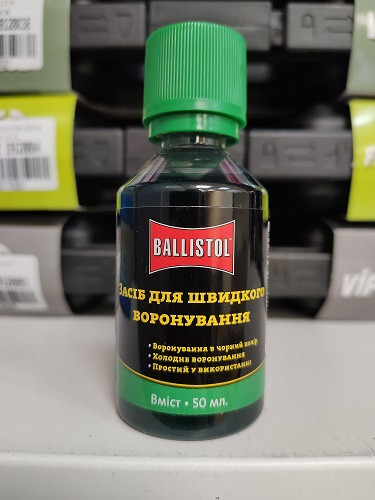 BALLISTOL
ЗАСІБ ДЛЯ ШВИДКОГО
ВОРОНУВАННЯ
• Воронування в чорний колір
• Холодне воронування
• Простий у використанні
Вміст • 50 мл.